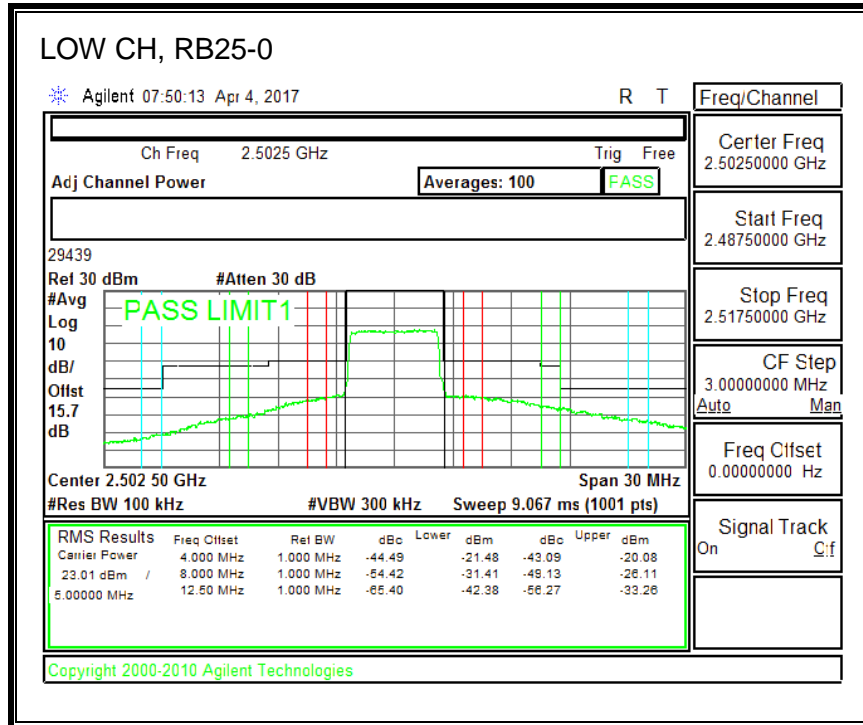 LOW CH, RB25-0
Agilent 07:50:13 Apr 4, 2017 R T
Ch Freq 2.5025 GHz Trig Free
Adj Channel Power Averages: 100 PASS
29439
Ref 30 dBm #Atten 30 dB
#Avg
Log
10
dB/
Offst
15.7
dB
PASS LIMIT1
Center 2.502 50 GHz Span 30 MHz
#Res BW 100 kHz #VBW 300 kHz Sweep 9.067 ms (1001 pts)
RMS Results Freq Offset Ref BW dBc Lower dBm dBc Upper dBm
Carrier Power 4.000 MHz 1.000 MHz -44.49 -21.48 -43.09 -20.08
23.01 dBm / 8.000 MHz 1.000 MHz -54.42 -31.41 -49.13 -26.11
5.00000 MHz 12.50 MHz 1.000 MHz -65.40 -42.38 -56.27 -33.26
Copyright 2000-2010 Agilent Technologies
Freq/Channel
Center Freq
2.50250000 GHz
Start Freq
2.48750000 GHz
Stop Freq
2.51750000 GHz
CF Step
3.00000000 MHz
Auto Man
Freq Offset
0.00000000 Hz
Signal Track
On Off